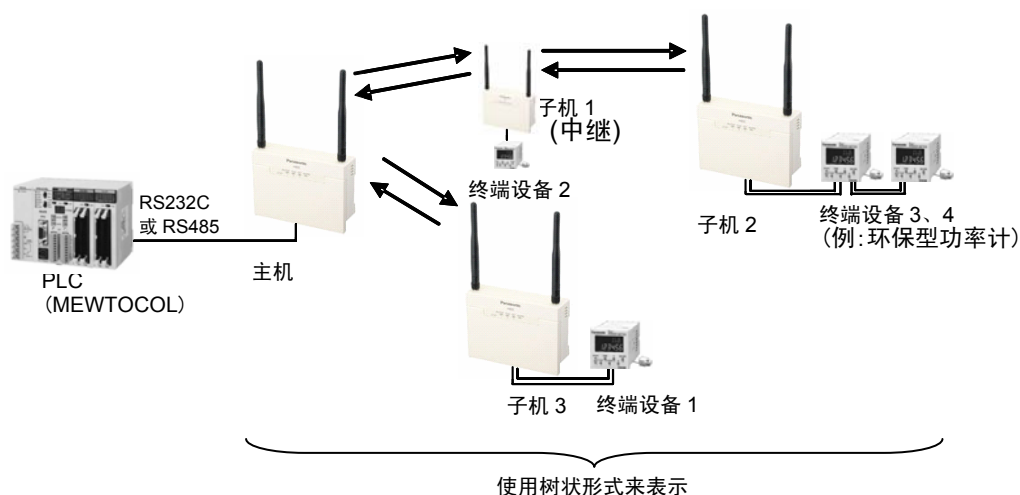 子机 1
(中继)
终端设备 2
RS232C
或 RS485
主机
PLC
（MEWTOCOL）
子机 2
终端设备 3、4
（例：环保型功率计）
Panasonic
Panasonic
子机 3
终端设备 1
使用树状形式来表示